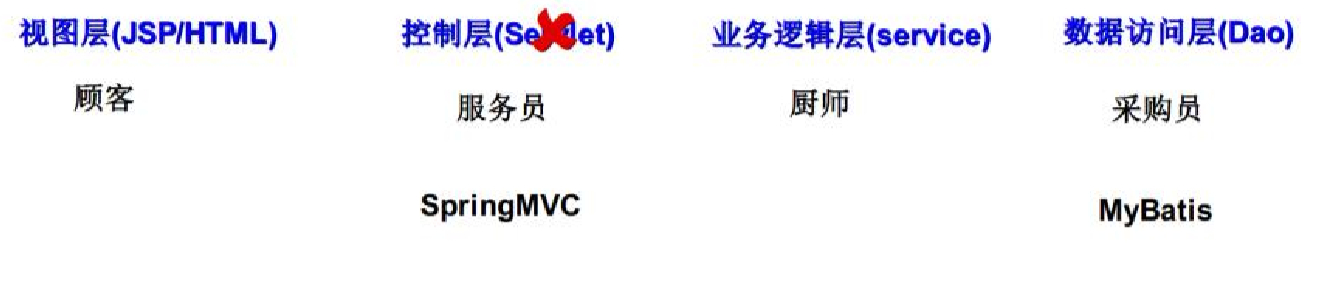 视图层(JSP/HTML) 控制层(Se let) 业务逻辑层(service) 数据访问层(Dao)
顾客 服务员 厨师 采购员
SpringMVC MyBatis